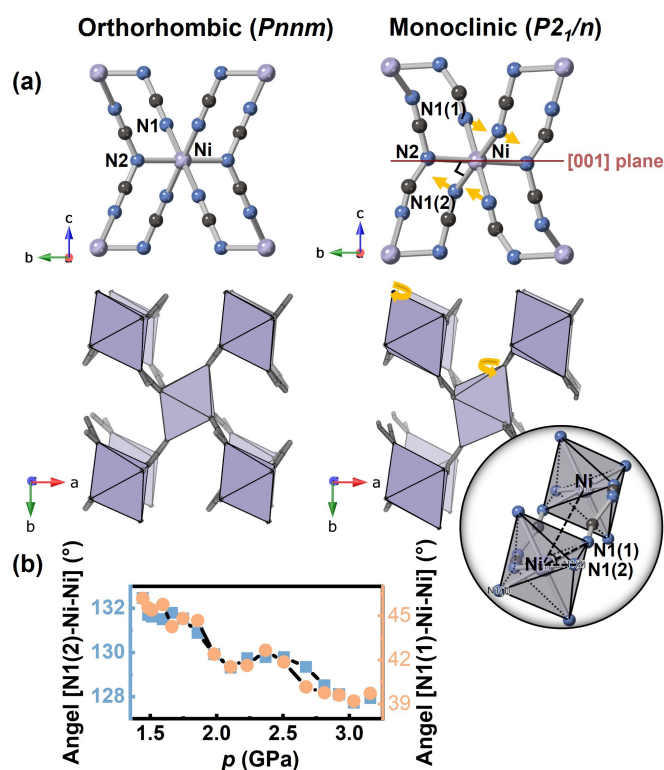 Orthorhombic (Pnnm)
Monoclinic (P2₁/n)
(a)
N1
Ni
N2
c
b
a
N1(1)
Ni
N2
[001] plane
N1(2)
c
b
a
a
b
a
b
Ni
Ni
N1(1)
N1(2)
(b)
Angel [N1(2)-Ni-Ni] (°)
132
130
128
45
42
39
Angel [N1(1)-Ni-Ni] (°)
1.5 2.0 2.5 3.0
p (GPa)